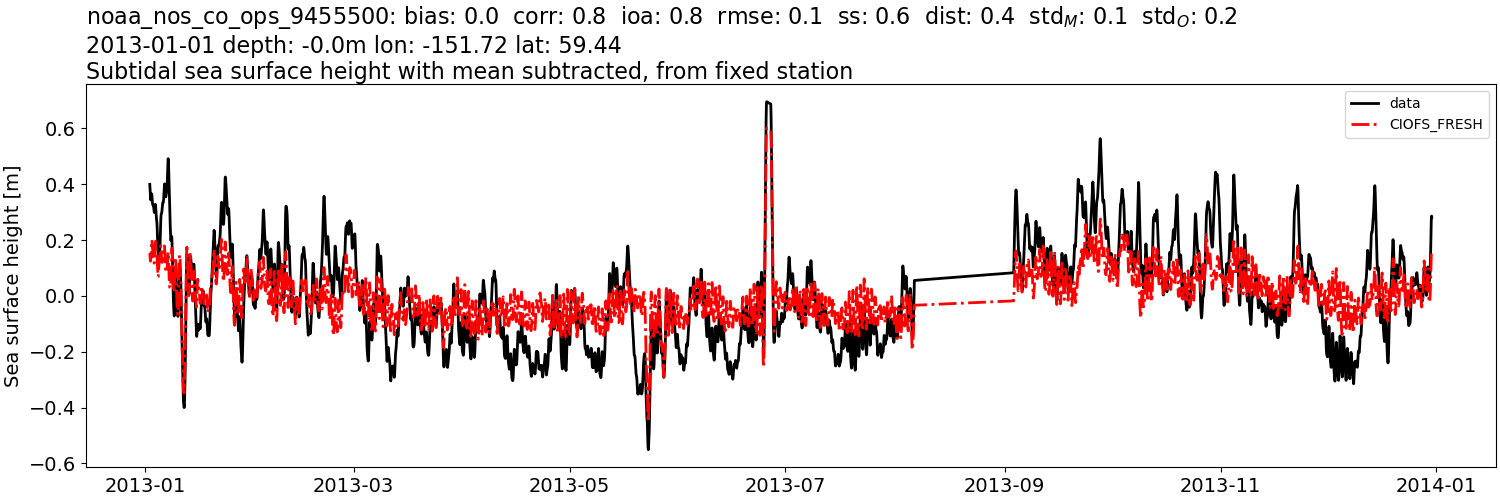 noaa_nos_co_ops_9455500: bias: 0.0 corr: 0.8 ioa: 0.8 rmse: 0.1 ss: 0.6 dist: 0.4 std_M: 0.1 std_O: 0.2
2013-01-01 depth: -0.0m lon: -151.72 lat: 59.44
Subtidal sea surface height with mean subtracted, from fixed station
data
CIOFS_FRESH
Sea surface height [m]
0.6
0.4
0.2
0.0
−0.2
−0.4
−0.6
2013-01 2013-03 2013-05 2013-07 2013-09 2013-11 2014-01